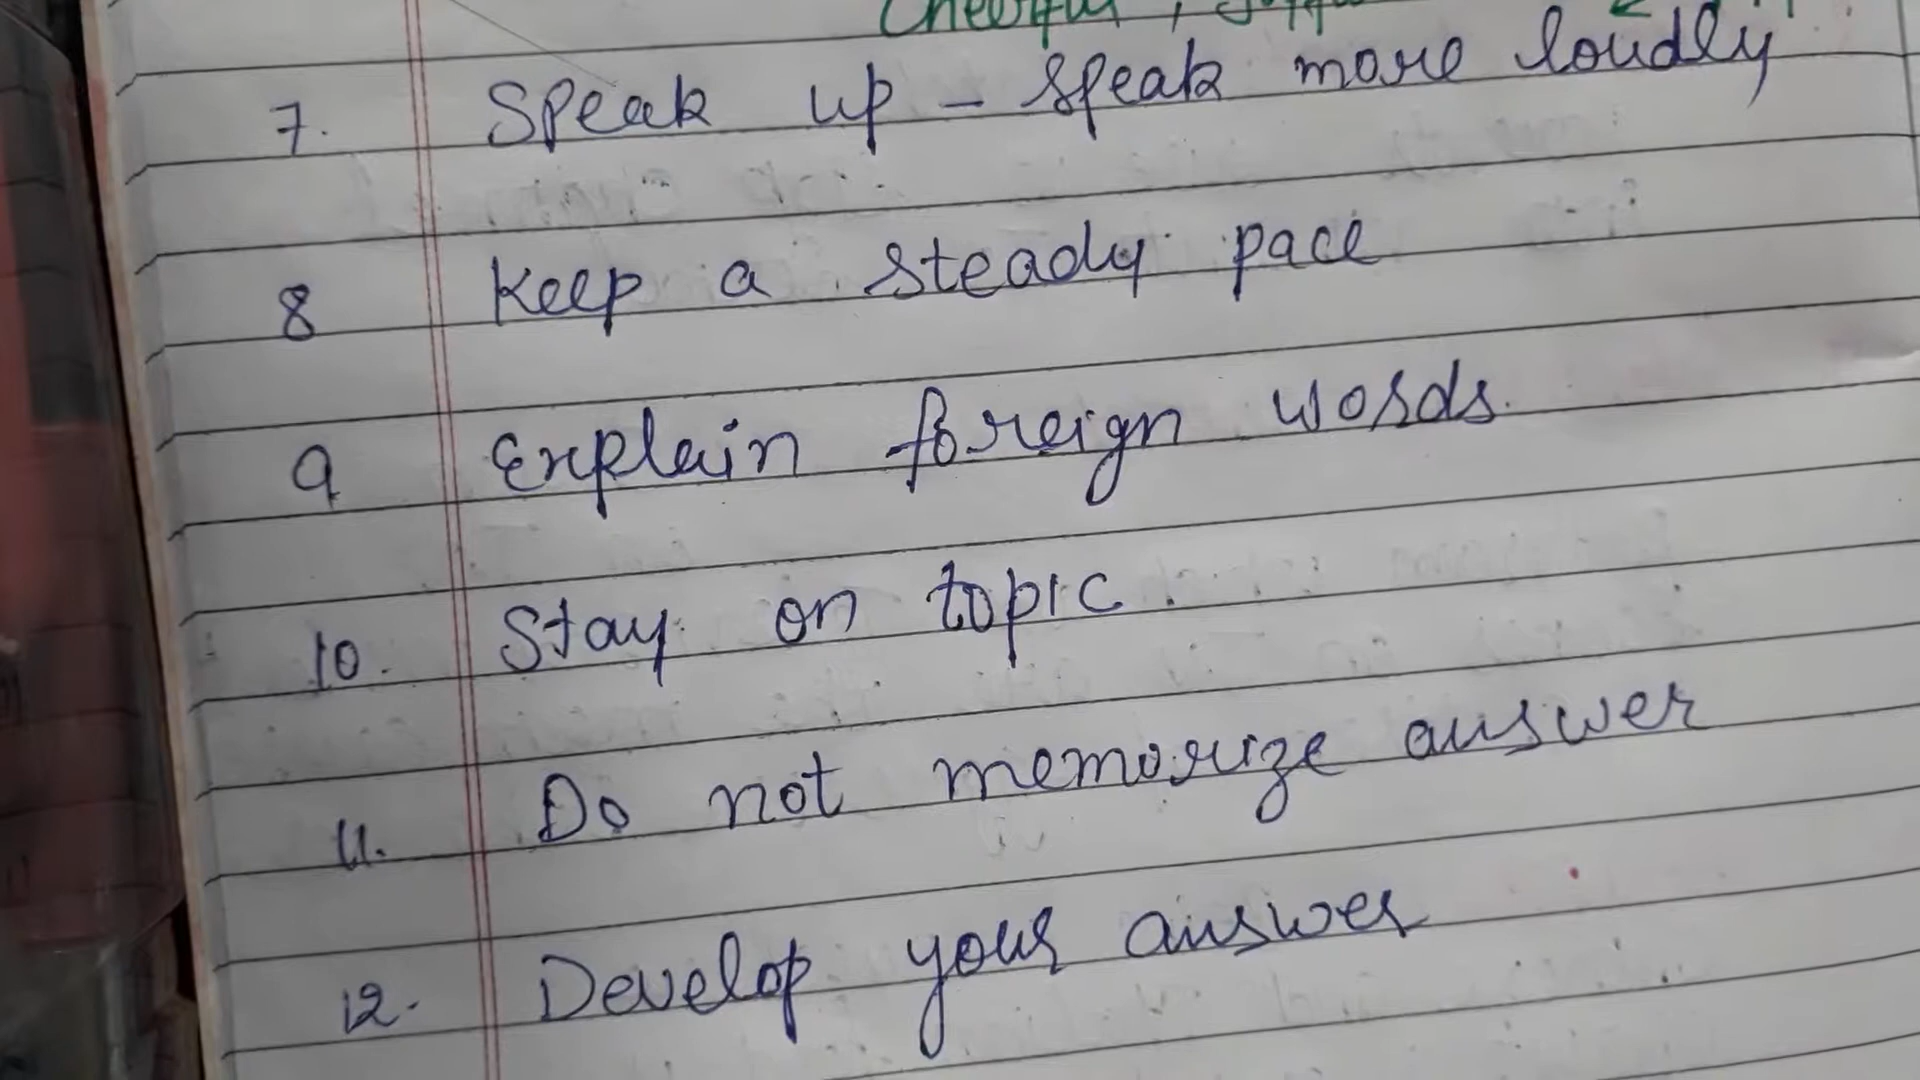 Cheerful,
7. Speak up - speak more loudly
8 Keep a steady pace
9 Explain foreign words.
10. Stay on topic.
11. Do not memorize answer
12. Develop your answer